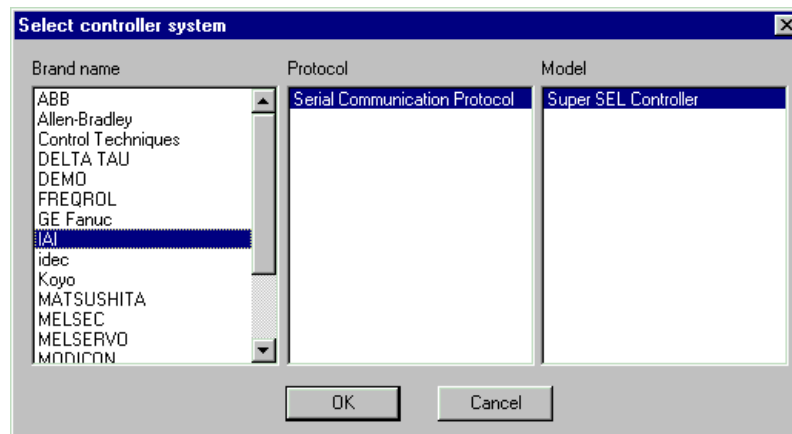 Select controller system
Brand name
Protocol
Model
ABB
Allen-Bradley
Control Techniques
DELTA TAU
DEMO
FREQROL
GE Fanuc
IAI
idec
Koyo
MATSUSHITA
MELSEC
MELSERVO
MODICON
Serial Communication Protocol
Super SEL Controller
OK
Cancel